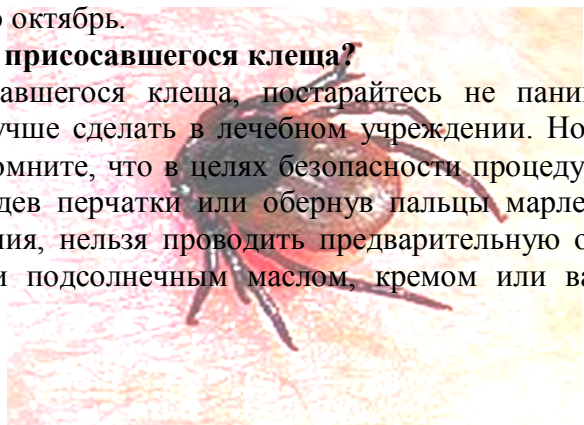 октябрь.
присосавшегося клеща?
авшегося клеща, постарайтесь не пани
учше сделать в лечебном учреждении. Но
омните, что в целях безопасности процеду
дев перчатки или обернув пальцы марле
ния, нельзя проводить предварительную о
и подсолнечным маслом, кремом или ва